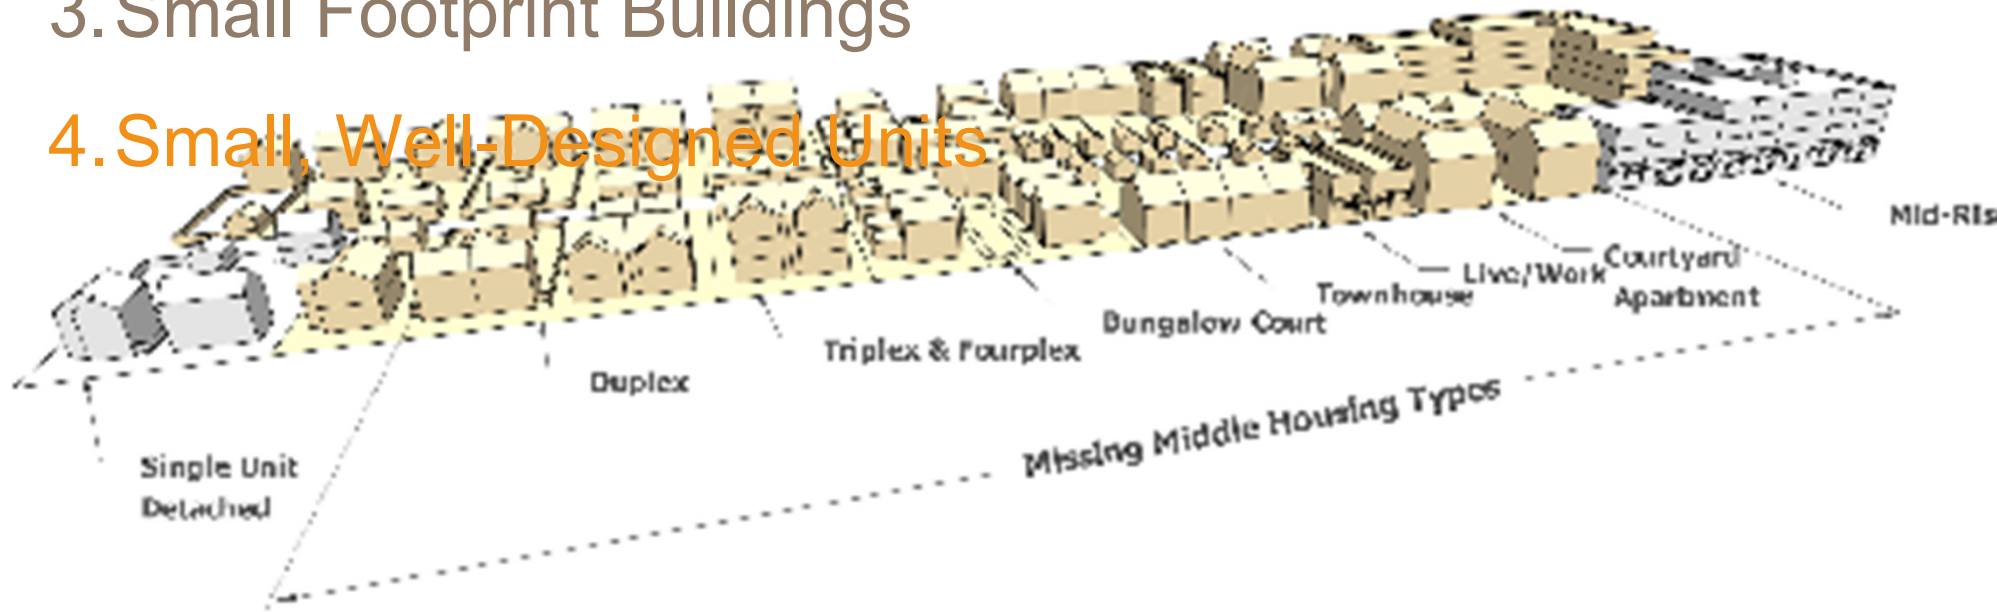 3. Small Footprint Buildings
4. Small, Well-Designed Units
Mid-Ris
Courtyard
Apartment
Live/Work
Townhouse
Bungalow Court
Triplex & Fourplex
Duplex
Missing Middle Housing Types
Single Unit
Detached